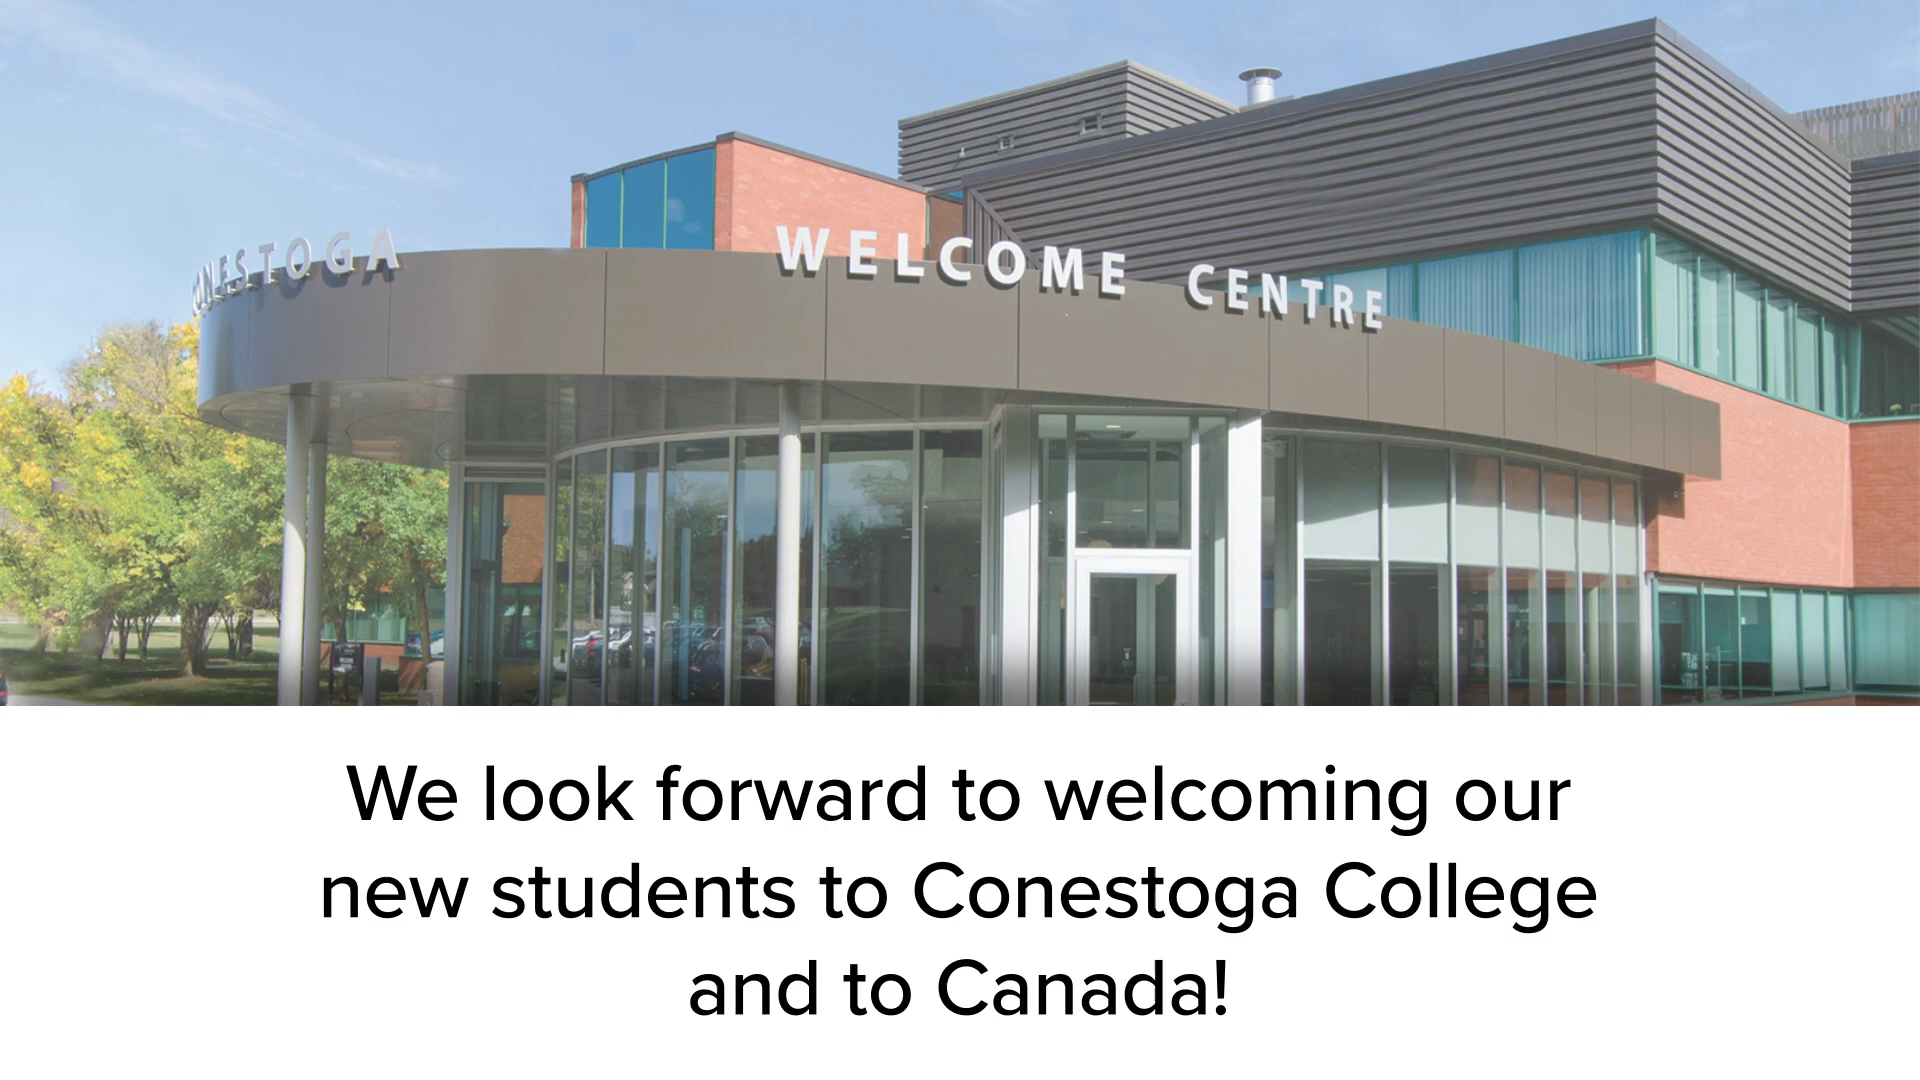 CONESTOGA
WELCOME CENTRE
We look forward to welcoming our
new students to Conestoga College
and to Canada!